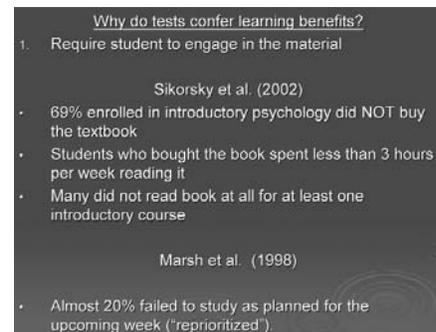 Why do tests confer learning benefits?
1. Require student to engage in the material
Sikorsky et al. (2002)
• 69% enrolled in introductory psychology did NOT buy
the textbook
• Students who bought the book spent less than 3 hours
per week reading it
• Many did not read book at all for at least one
introductory course
Marsh et al. (1998)
• Almost 20% failed to study as planned for the
upcoming week ("reprioritized").